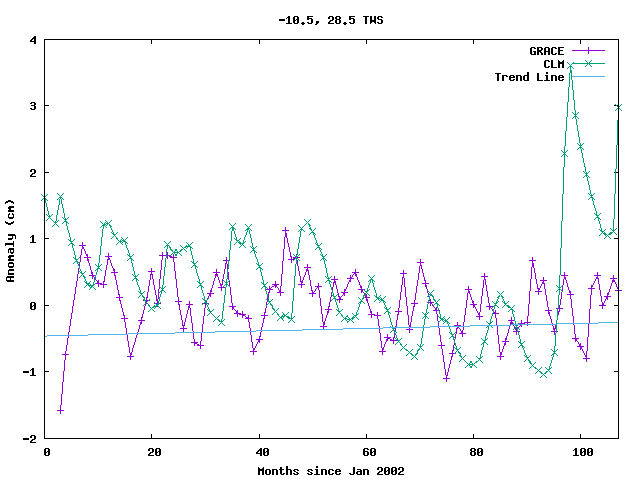 -10.5, 28.5 TWS
GRACE
CLM
Trend Line
4
3
2
1
0
-1
-2
Anomaly (cm)
0 20 40 60 80 100
Months since Jan 2002